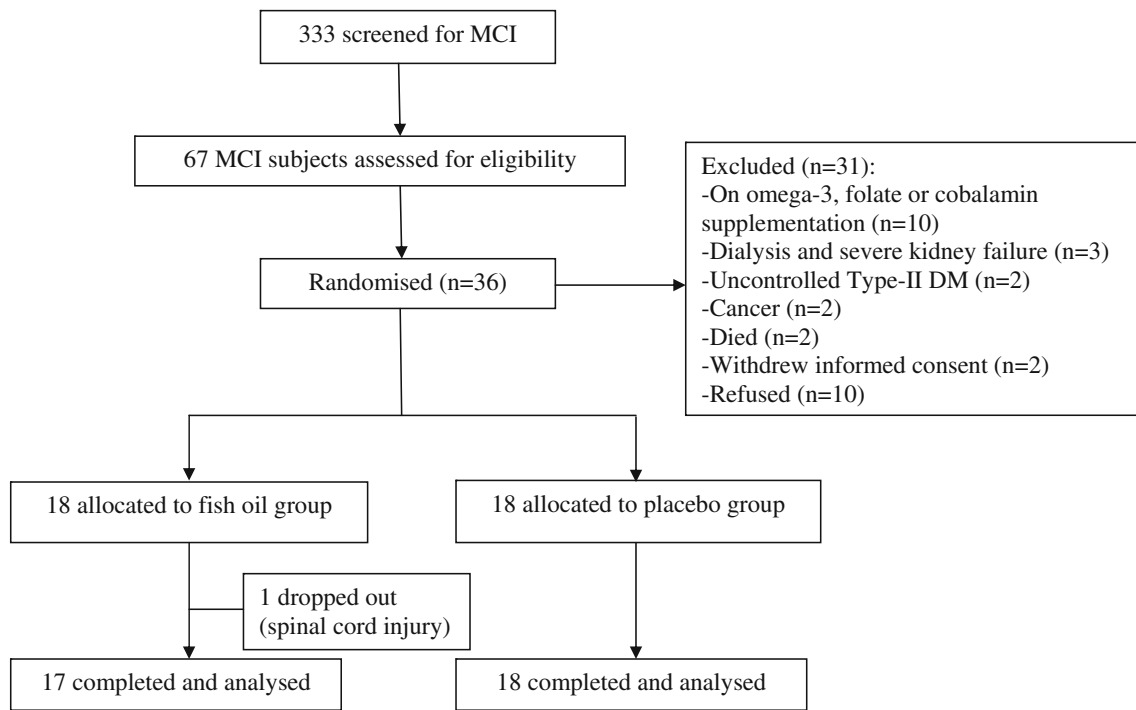 333 screened for MCI
67 MCI subjects assessed for eligibility
Excluded (n=31):
-On omega-3, folate or cobalamin
supplementation (n=10)
-Dialysis and severe kidney failure (n=3)
-Uncontrolled Type-II DM (n=2)
-Cancer (n=2)
-Died (n=2)
-Withdrew informed consent (n=2)
-Refused (n=10)
Randomised (n=36)
18 allocated to fish oil group
18 allocated to placebo group
1 dropped out
(spinal cord injury)
17 completed and analysed
18 completed and analysed